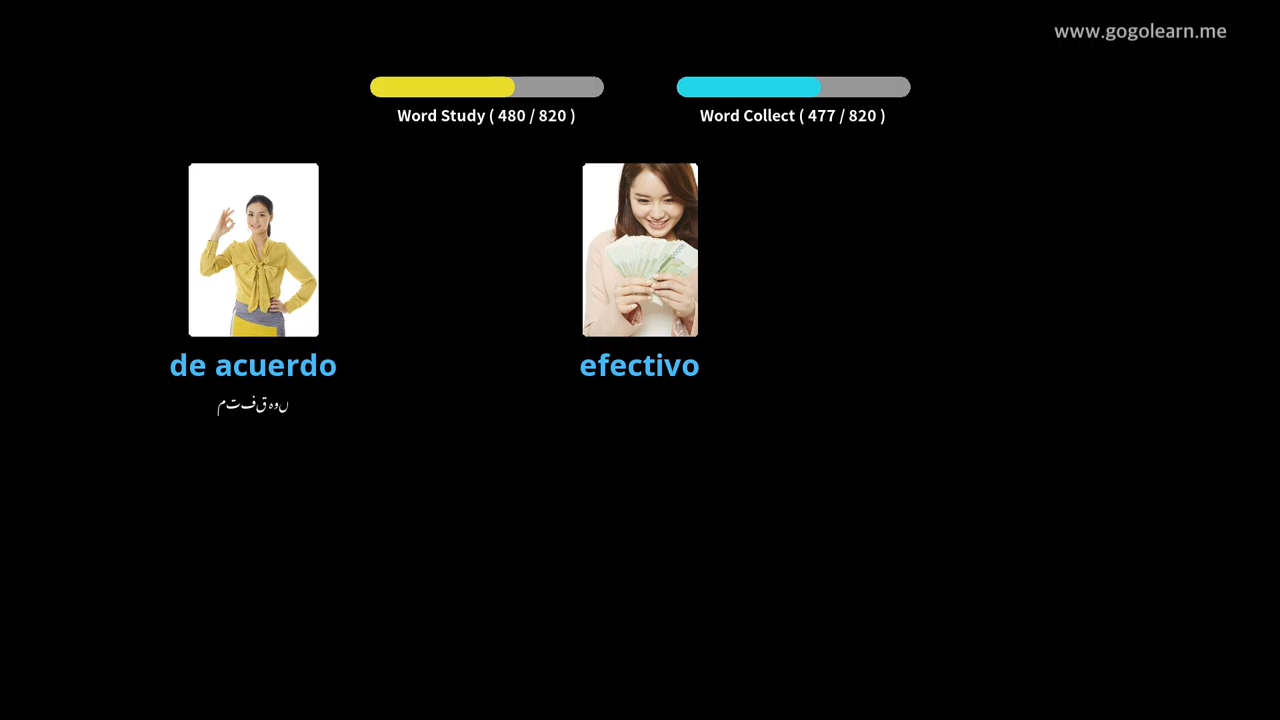 www.gogolearn.me
Word Study ( 480 / 820 )
Word Collect ( 477 / 820 )
de acuerdo
efectivo
متفق ہوں